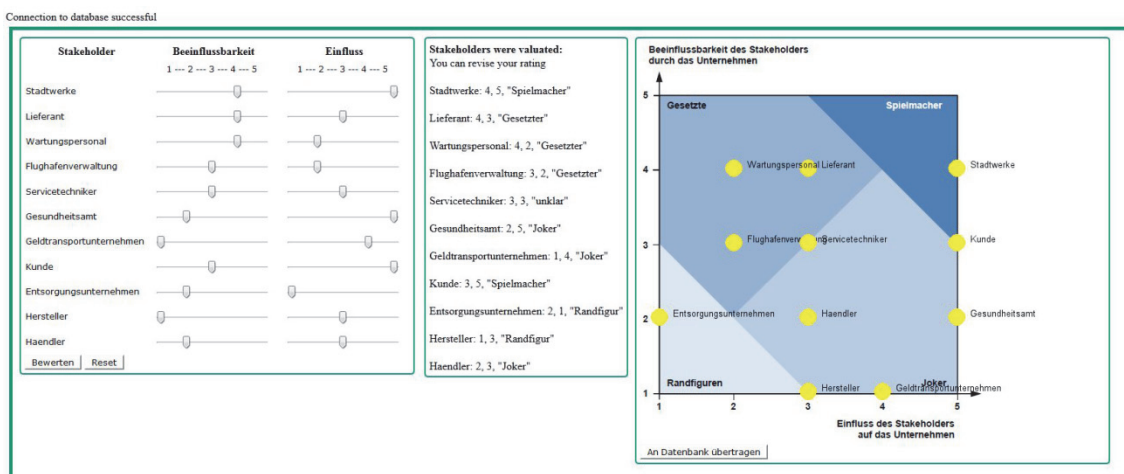 Connection to database successful
Stakeholder Beeinflussbarkeit Einfluss
1 --- 2 --- 3 --- 4 --- 5 1 --- 2 --- 3 --- 4 --- 5
Stadtwerke
Lieferant
Wartungspersonal
Flughafenverwaltung
Servicetechniker
Gesundheitsamt
Geldtransportunternehmen
Kunde
Entsorgungsunternehmen
Hersteller
Haendler
Bewerten Reset
Stakeholders were valuated:
You can revise your rating
Stadtwerke: 4, 5, "Spielmacher"
Lieferant: 4, 3, "Gesetzter"
Wartungspersonal: 4, 2, "Gesetzter"
Flughafenverwaltung: 3, 2, "Gesetzter"
Servicetechniker: 3, 3, "unklar"
Gesundheitsamt: 2, 5, "Joker"
Geldtransportunternehmen: 1, 4, "Joker"
Kunde: 3, 5, "Spielmacher"
Entsorgungsunternehmen: 2, 1, "Randfigur"
Hersteller: 1, 3, "Randfigur"
Haendler: 2, 3, "Joker"
Beeinflussbarkeit des Stakeholders
durch das Unternehmen
5
Gesetzte Spielmacher
4 Wartungspersonal Lieferant Stadtwerke
3 Flughafenverwaltung Servicetechniker Kunde
2 Entsorgungsunternehmen Haendler Gesundheitsamt
Randfiguren Joker
1 Hersteller Geldtransportunternehmen
1 2 3 4 5
Einfluss des Stakeholders
auf das Unternehmen
An Datenbank übertragen